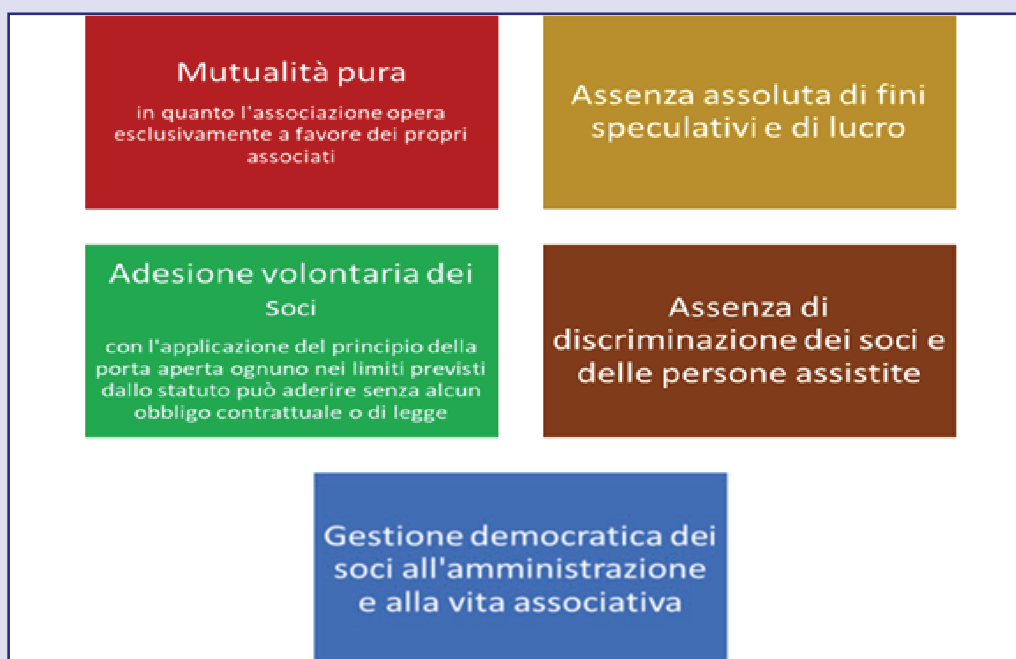 Mutualità pura
in quanto l'associazione opera
esclusivamente a favore dei propri
associati
Assenza assoluta di fini
speculativi e di lucro
Adesione volontaria dei
Soci
con l'applicazione del principio della
porta aperta ognuno nei limiti previsti
dallo statuto può aderire senza alcun
obbligo contrattuale o di legge
Assenza di
discriminazione dei soci e
delle persone assistite
Gestione democratica dei
soci all'amministrazione
e alla vita associativa